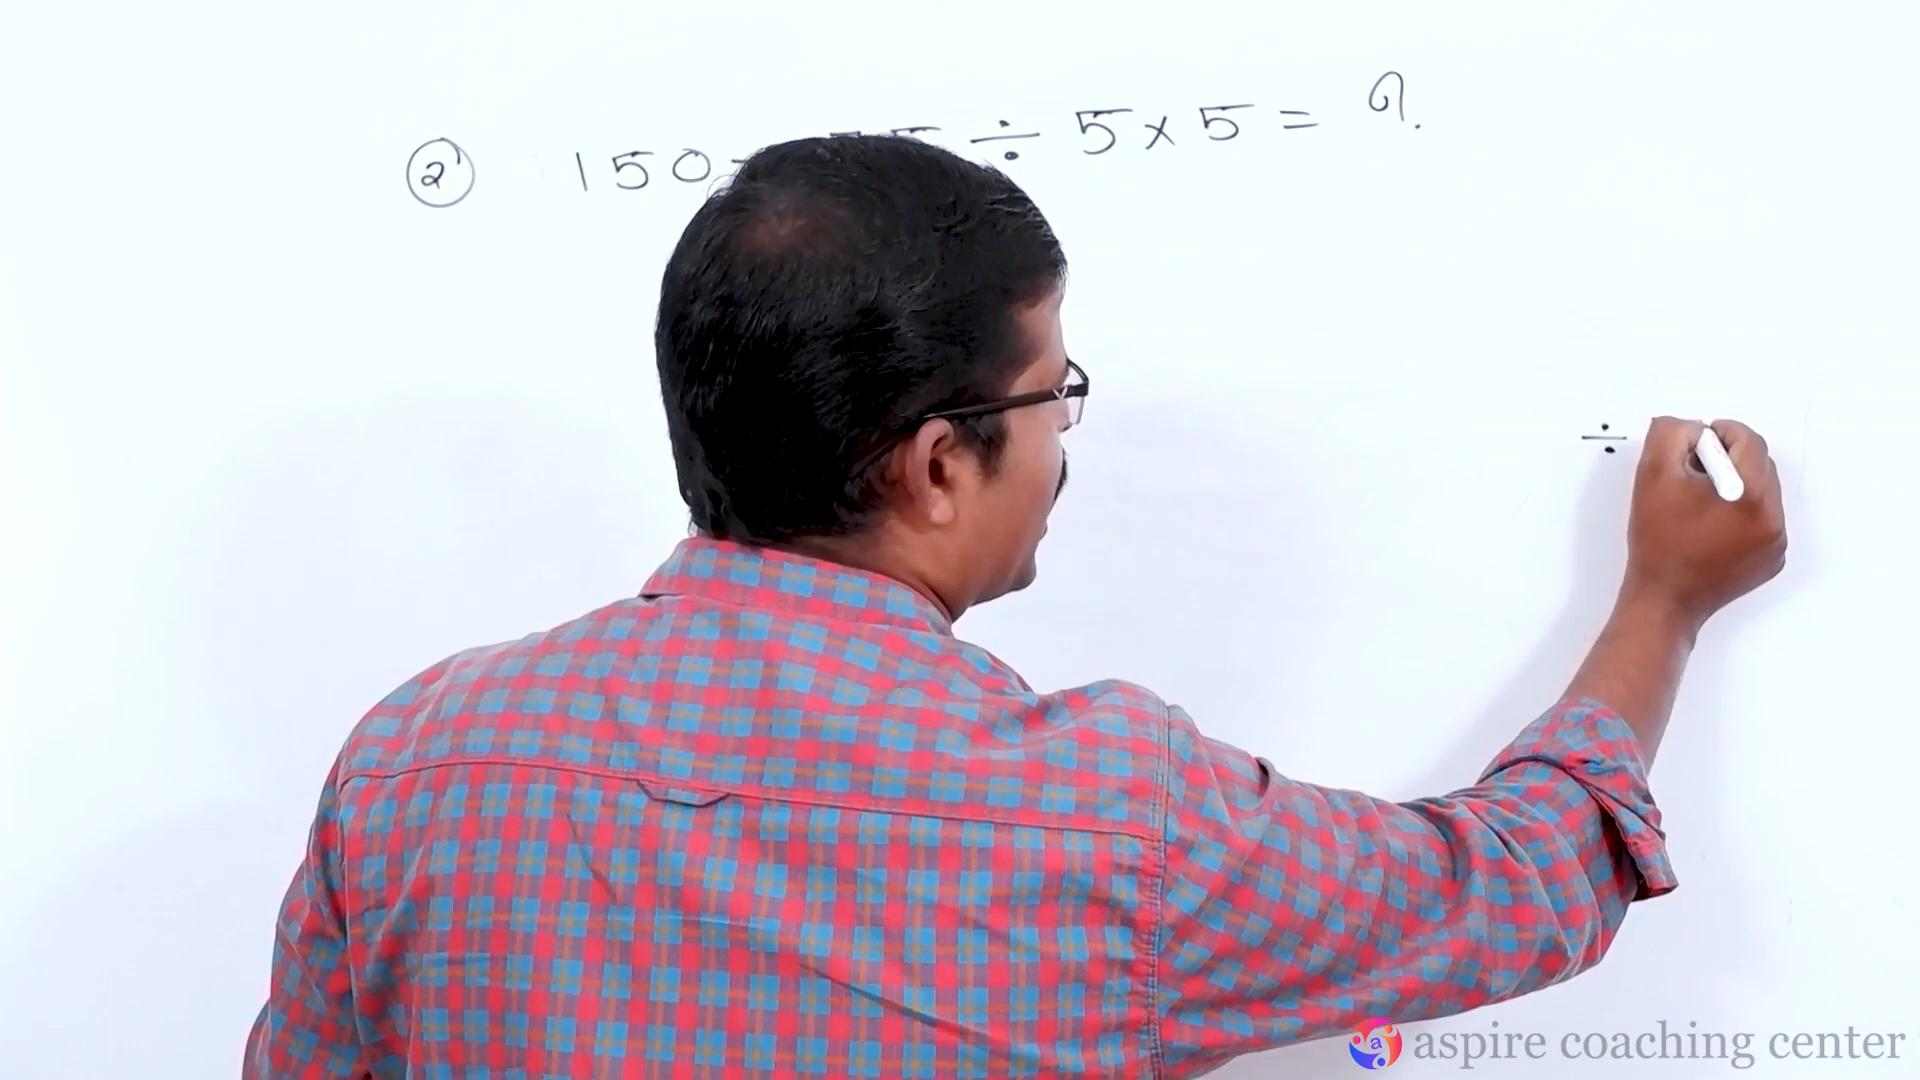 ② 150 ÷ 5 × 5 = ?
÷
aspire coaching center